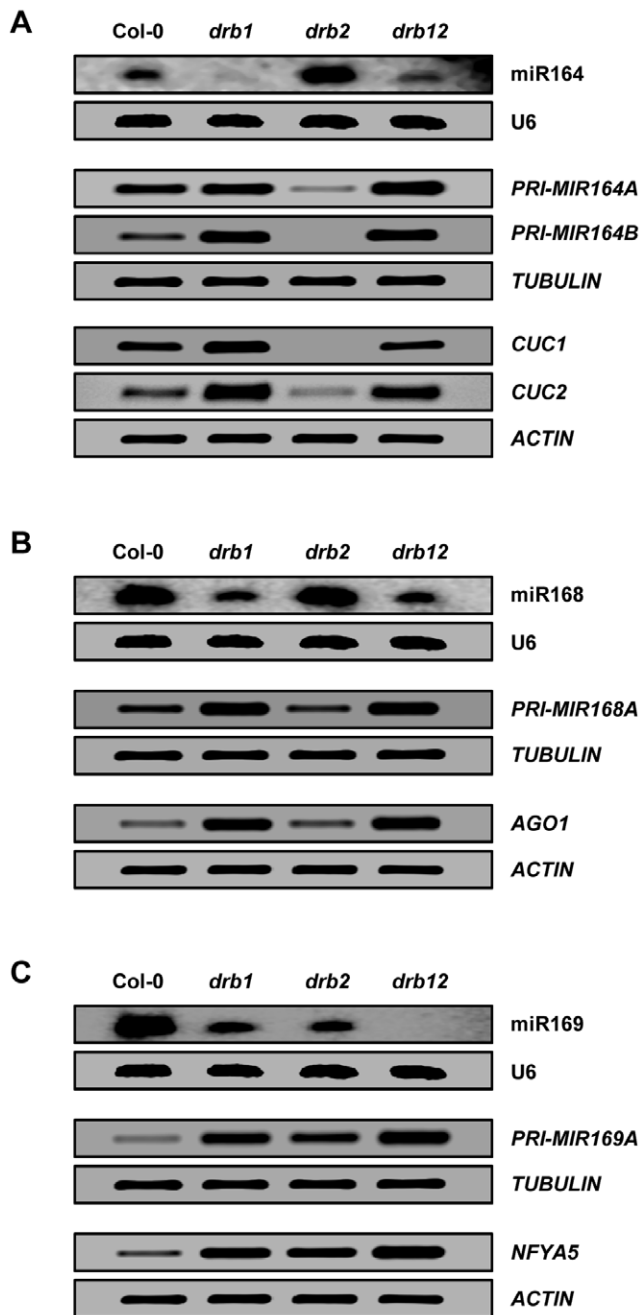 A
Col-0 drb1 drb2 drb12
miR164
U6
PRI-MIR164A
PRI-MIR164B
TUBULIN
CUC1
CUC2
ACTIN
B
Col-0 drb1 drb2 drb12
miR168
U6
PRI-MIR168A
TUBULIN
AGO1
ACTIN
C
Col-0 drb1 drb2 drb12
miR169
U6
PRI-MIR169A
TUBULIN
NFYA5
ACTIN